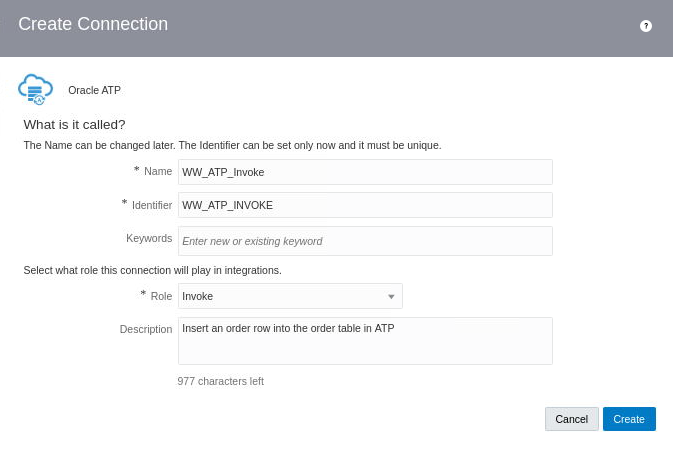 Create Connection
?
Oracle ATP
What is it called?
The Name can be changed later. The Identifier can be set only now and it must be unique.
* Name WW_ATP_Invoke
* Identifier WW_ATP_INVOKE
Keywords Enter new or existing keyword
Select what role this connection will play in integrations.
* Role Invoke
Description Insert an order row into the order table in ATP
977 characters left
Cancel Create